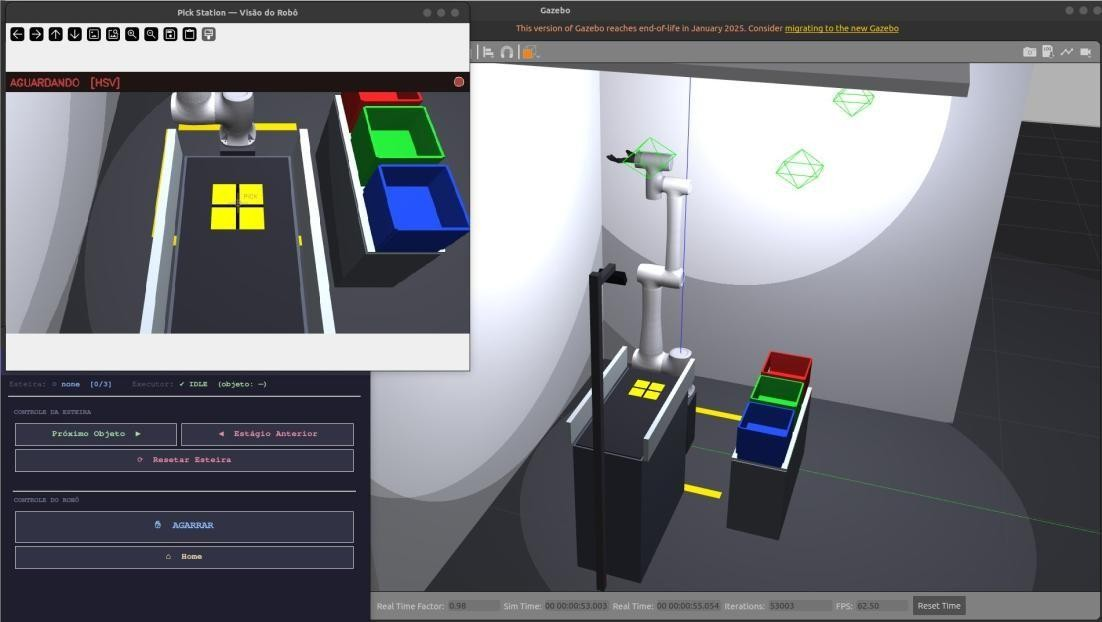 Pick Station — Visão do Robô
Gazebo
This version of Gazebo reaches end-of-life in January 2025. Consider migrating to the new Gazebo
AGUARDANDO [HSV]
PICK
Esteira: ○ none [0/3] Executor: ✔ IDLE (objeto: —)
CONTROLE DA ESTEIRA
Próximo Objeto ►
◄ Estágio Anterior
⟳ Resetar Esteira
CONTROLE DO ROBÔ
AGARRAR
⌂ Home
Real Time Factor: 0.98 Sim Time: 00 00:00:53.003 Real Time: 00 00:00:55.054 Iterations: 53003 FPS: 62.50 Reset Time